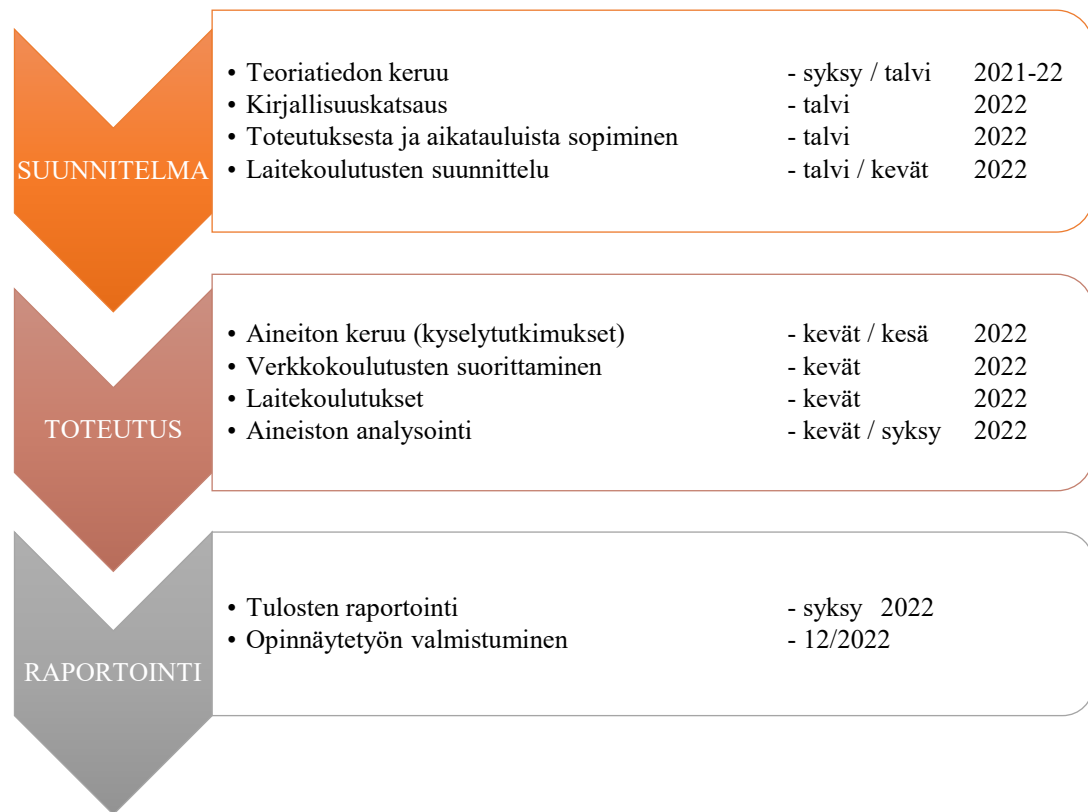 • Teoriatiedon keruu - syksy / talvi 2021-22
• Kirjallisuuskatsaus - talvi 2022
• Toteutuksesta ja aikatauluista sopiminen - talvi 2022
SUUNNITELMA • Laitekoulutusten suunnittelu - talvi / kevät 2022
• Aineiton keruu (kyselytutkimukset) - kevät / kesä 2022
• Verkkokoulutusten suorittaminen - kevät 2022
• Laitekoulutukset - kevät 2022
TOTEUTUS • Aineiston analysointi - kevät / syksy 2022
• Tulosten raportointi - syksy 2022
• Opinnäytetyön valmistuminen - 12/2022
RAPORTOINTI